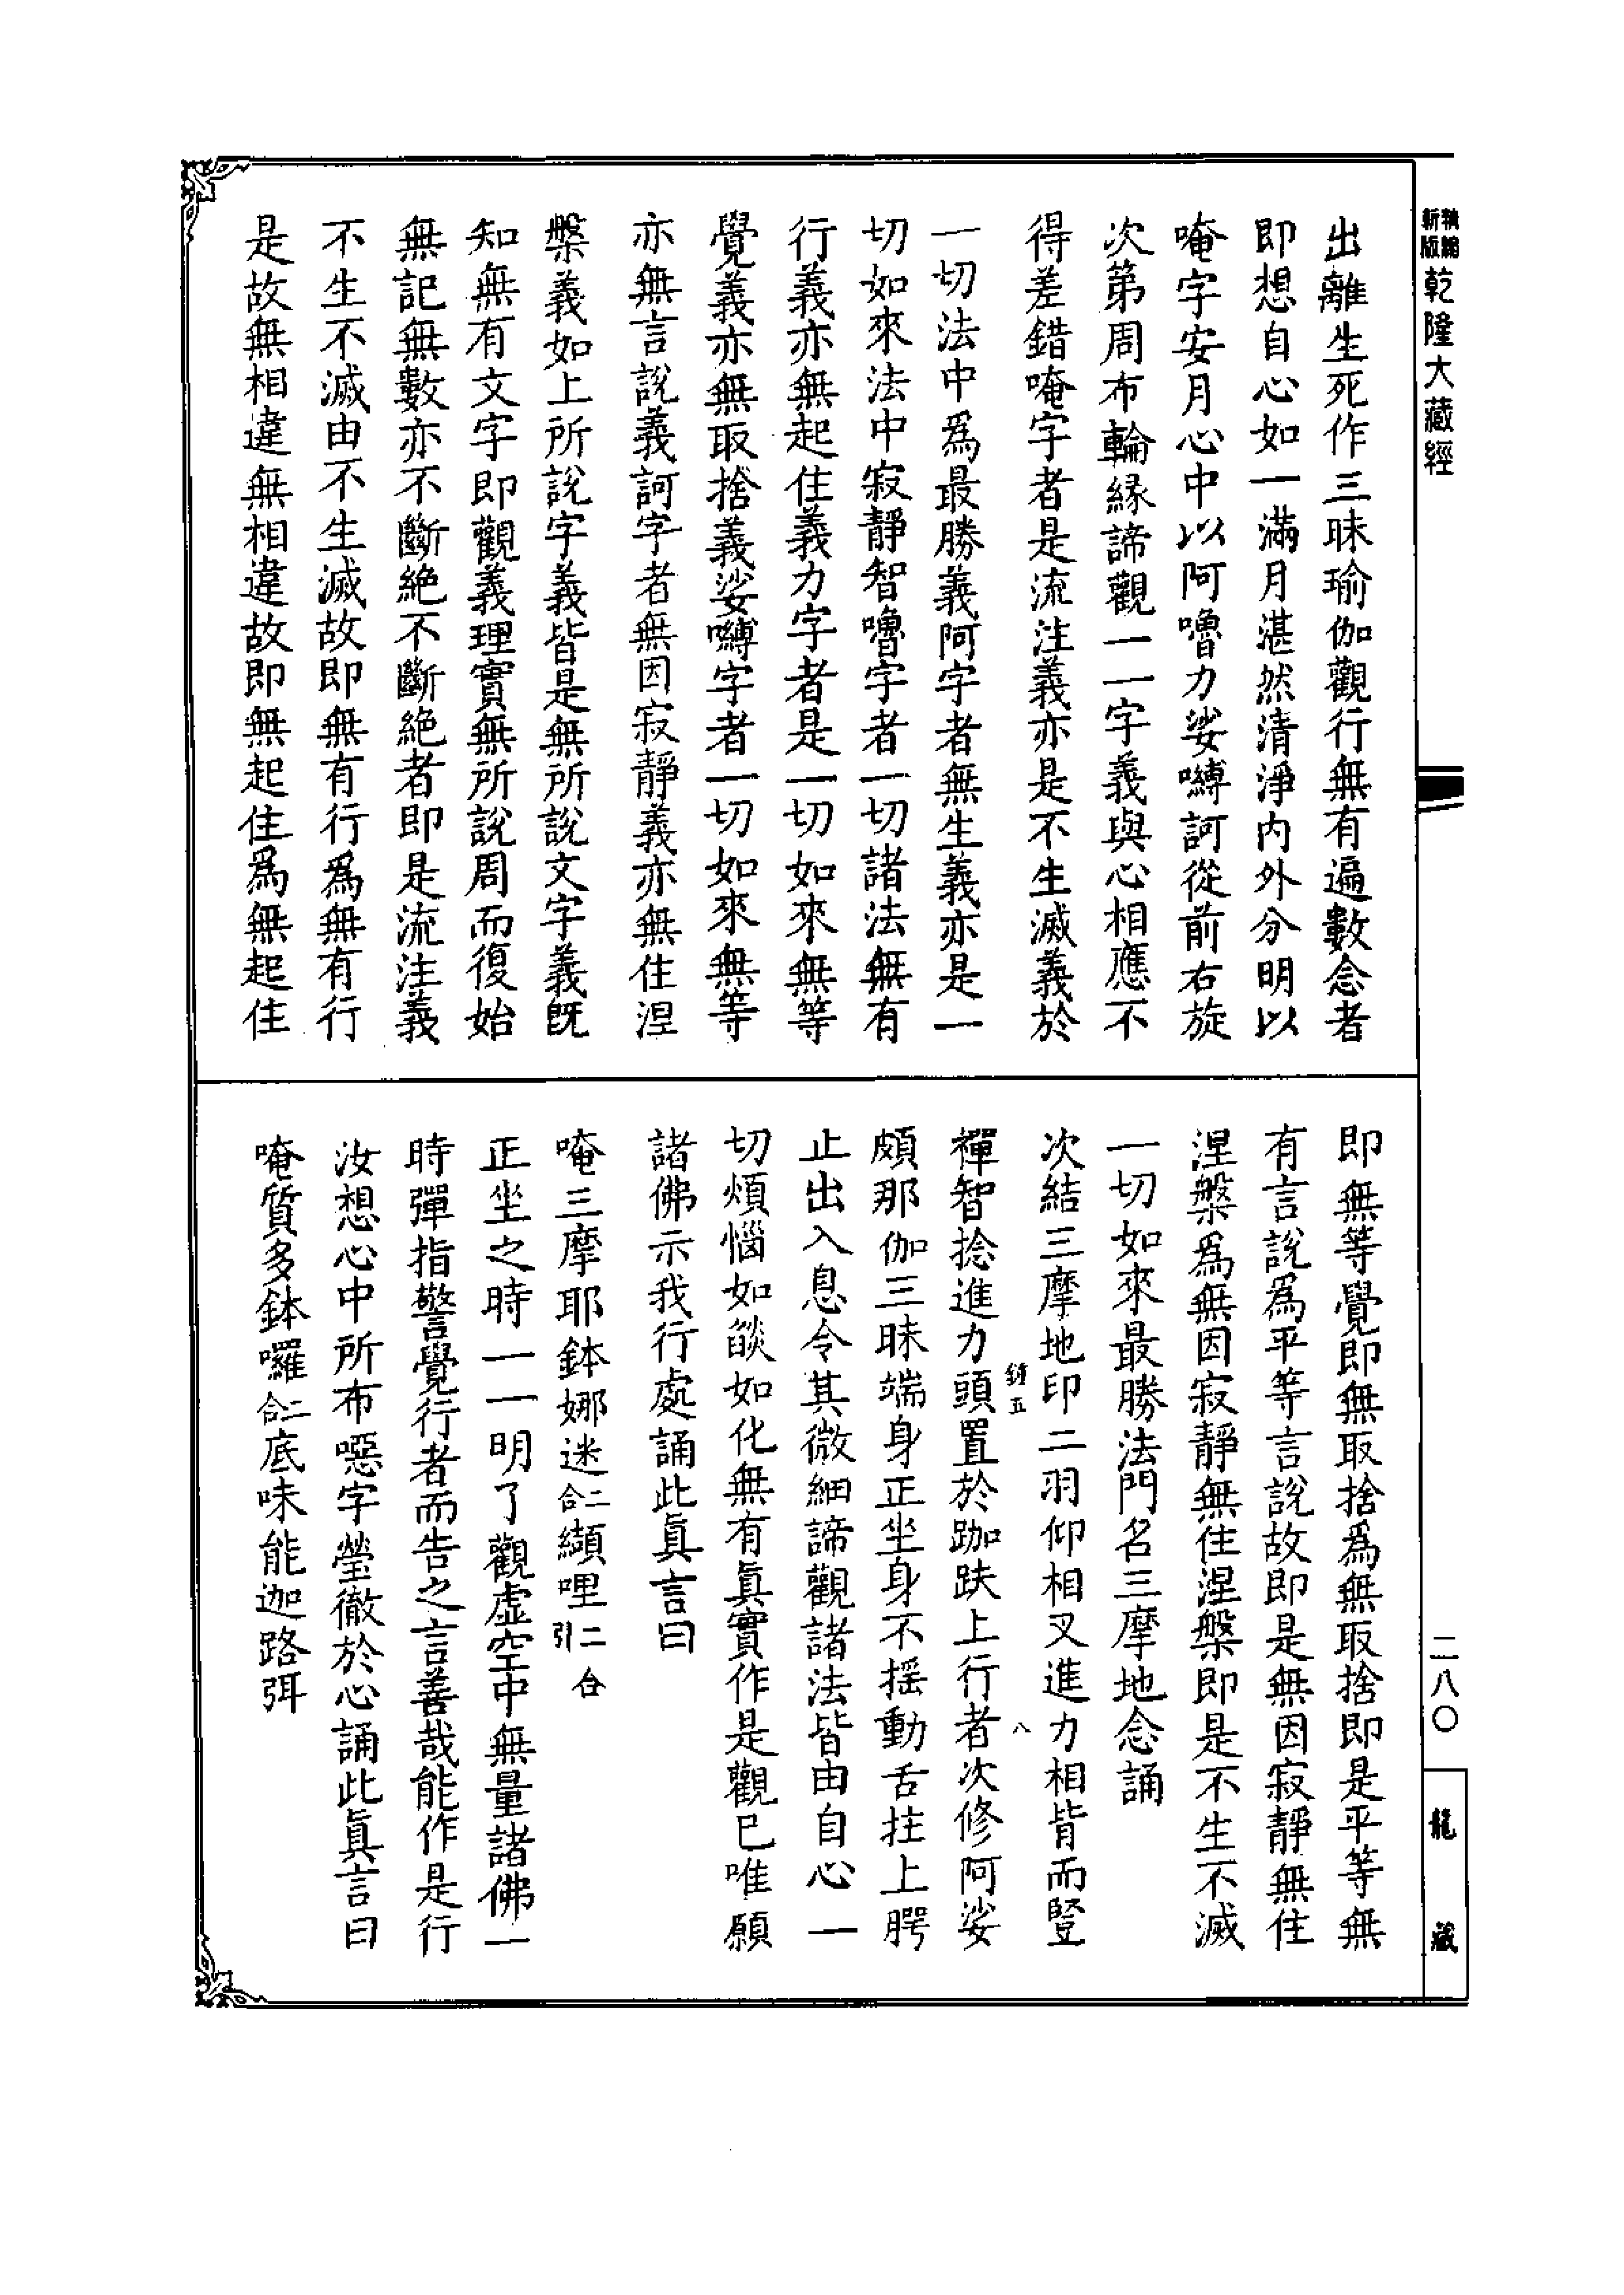 新版
精縮
乾隆大藏經
出離生死作三昧瑜伽觀行無有遍數念者
即想自心如一滿月湛然清淨內外分明以
唵字安月心中以阿嚕力娑嚩訶從前右旋
次第周布輪緣諦觀一一字義與心相應不
得差錯唵字者是流注義亦是不生滅義於
一切法中為最勝義阿字者無生義亦是一
切如來法中寂靜智嚕字者一切諸法無有
行義亦無起住義力字者是一切如來無等
覺義亦無取捨義娑嚩字者一切如來無等
亦無言說義訶字者無因寂靜義亦無住涅
槃義如上所說字義皆是無所說文字義既
知無有文字即觀義理實無所說周而復始
無記無數亦不斷絕不斷絕者即是流注義
不生不滅由不生滅故即無有行為無有行
是故無相違無相違故即無起住為無起住
即無等覺即無取捨為無取捨即是平等無
有言說為平等言說故即是無因寂靜無住
涅槃為無因寂靜無住涅槃即是不生不滅
一切如來最勝法門名三摩地念誦
次結三摩地印二羽仰相叉進力相背而豎
禪智捻進力頭置於跏趺上行者次修阿娑
頗那伽三昧端身正坐身不搖動舌拄上腭
止出入息令其微細諦觀諸法皆由自心一
切煩惱如燄如化無有真實作是觀已唯願
諸佛示我行處誦此真言曰
唵三摩耶鉢娜迷二合纈哩二合引
正坐之時一一明了觀虛空中無量諸佛一
時彈指警覺行者而告之言善哉能作是行
汝想心中所布噁字瑩徹於心誦此真言曰
唵質多鉢囉二合底味能迦路弭
二八〇
龍藏